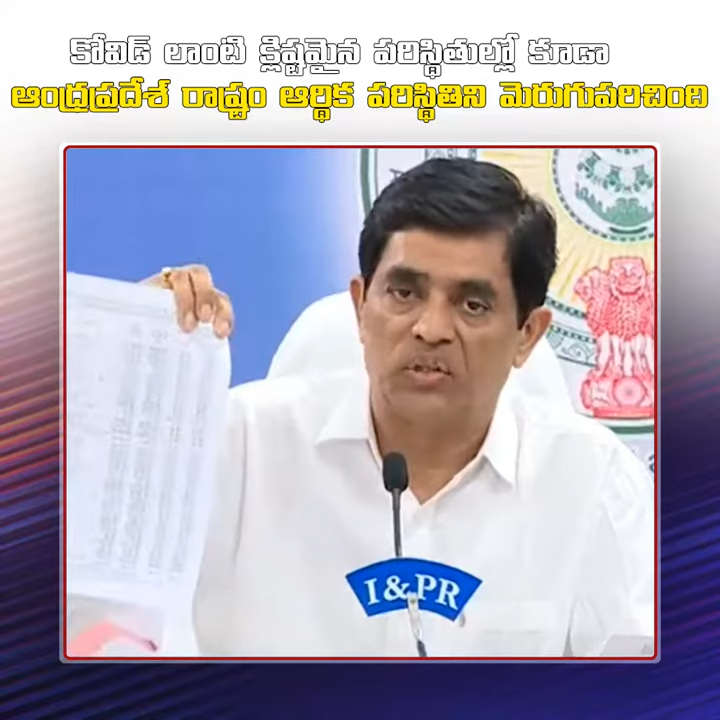 కోవిడ్ లాంటి క్లిష్టమైన పరిస్థితుల్లో కూడా
ఆంధ్రప్రదేశ్ రాష్ట్రం ఆర్థిక పరిస్థితిని మెరుగుపరిచింది
I&PR